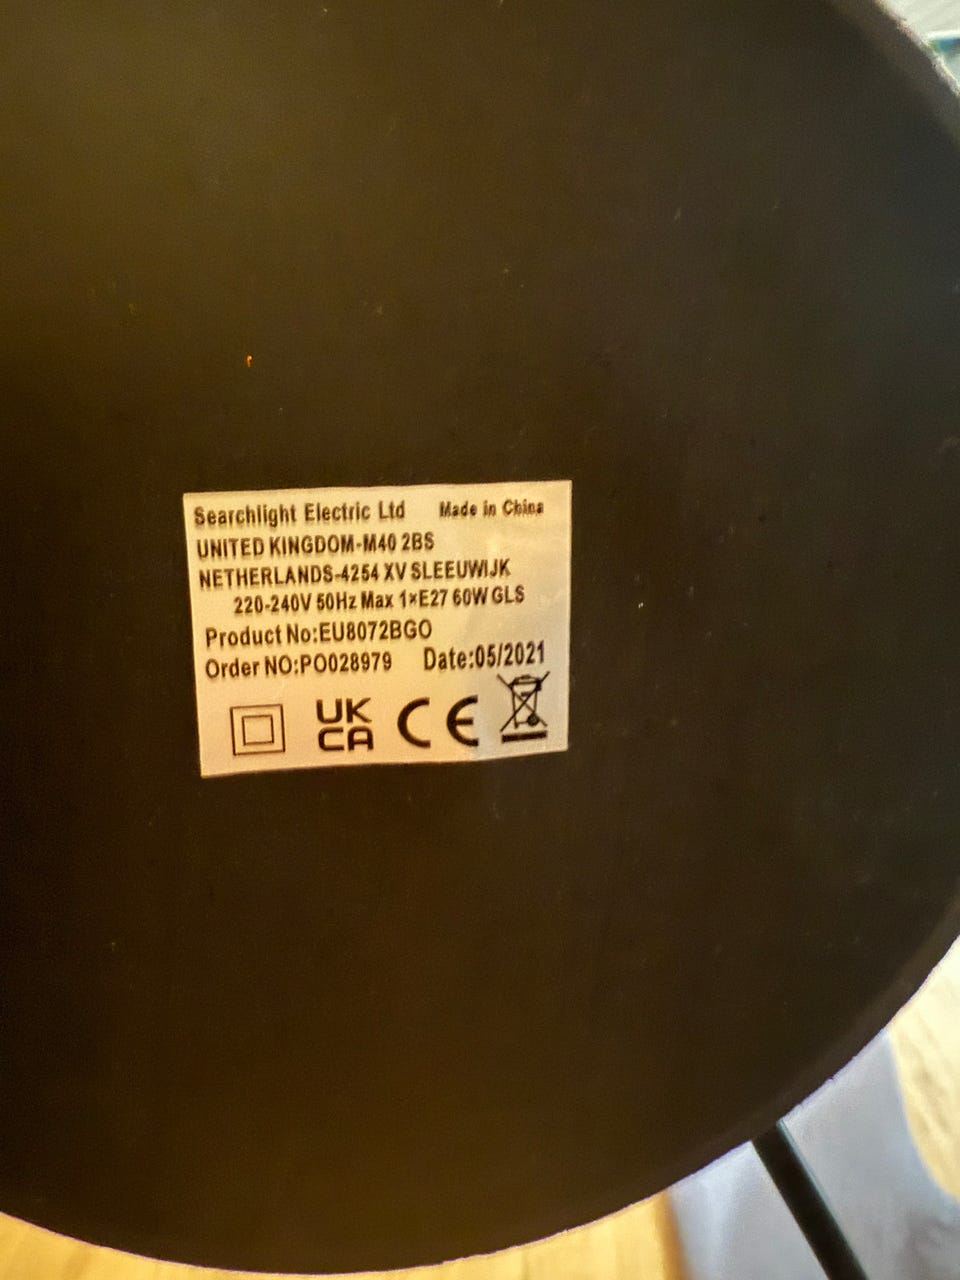 Searchlight Electric Ltd Made in China
UNITED KINGDOM-M40 2BS
NETHERLANDS-4254 XV SLEEUWIJK
220-240V 50Hz Max 1×E27 60W GLS
Product No:EU8072BGO
Order NO:PO028979 Date:05/2021
UK
CA CE